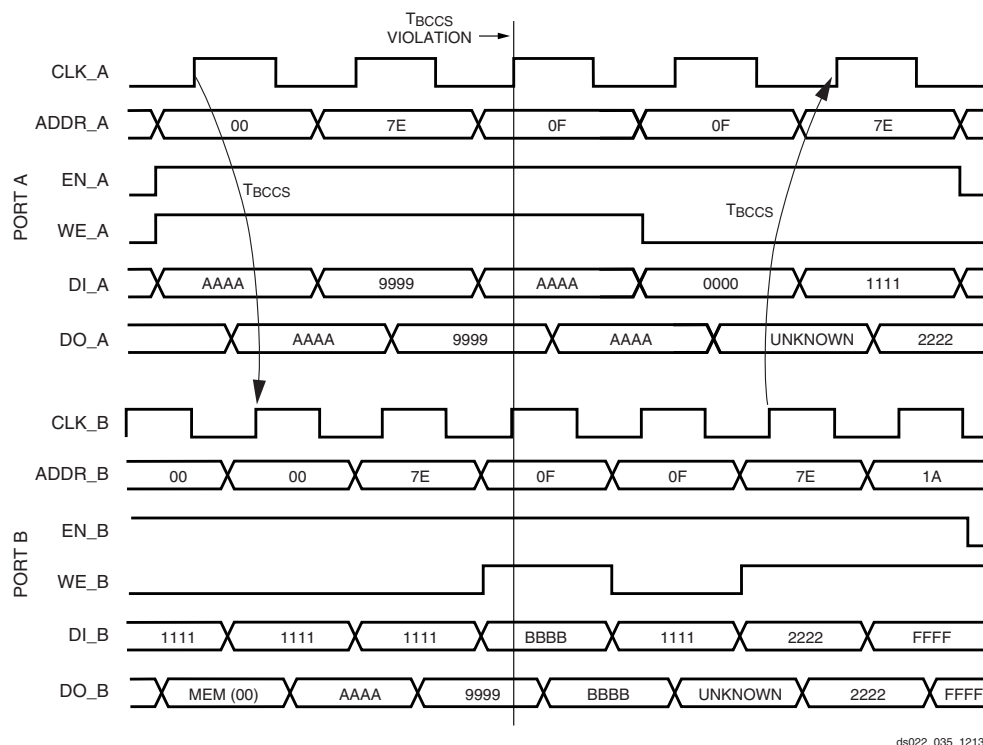 TBCCS
VIOLATION
CLK_A
ADDR_A 00 7E 0F 0F 7E
PORT A
EN_A
TBCCS
TBCCS
WE_A
DI_A AAAA 9999 AAAA 0000 1111
DO_A AAAA 9999 AAAA UNKNOWN 2222
CLK_B
ADDR_B 00 00 7E 0F 0F 7E 1A
PORT B
EN_B
WE_B
DI_B 1111 1111 1111 BBBB 1111 2222 FFFF
DO_B MEM (00) AAAA 9999 BBBB UNKNOWN 2222 FFFF
ds022_035_1213